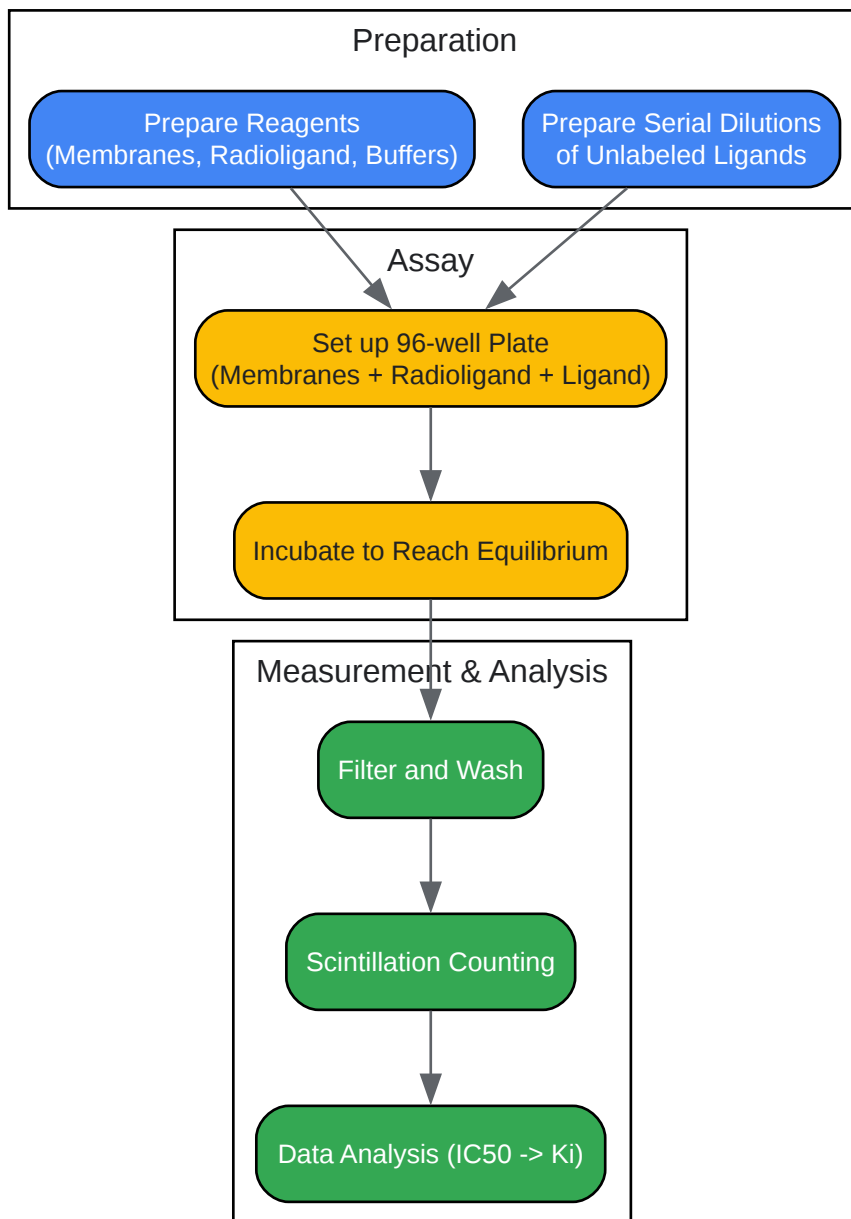 Preparation
Prepare Reagents
(Membranes, Radioligand, Buffers)
Prepare Serial Dilutions
of Unlabeled Ligands
Assay
Set up 96-well Plate
(Membranes + Radioligand + Ligand)
Incubate to Reach Equilibrium
Measurement & Analysis
Filter and Wash
Scintillation Counting
Data Analysis (IC50 -> Ki)